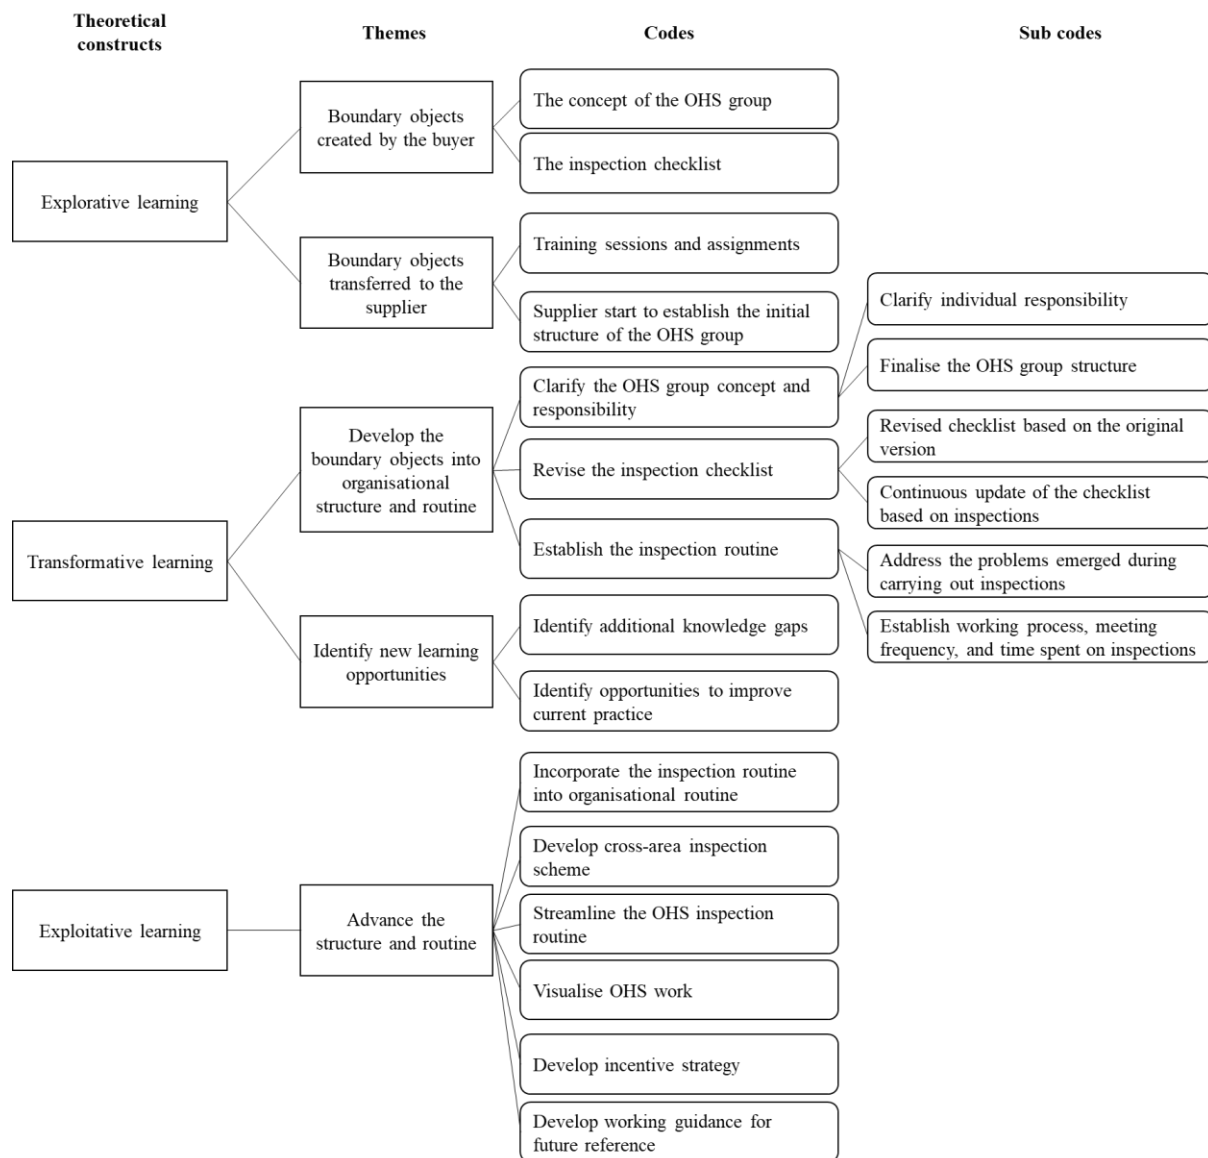 Theoretical
constructs
Themes
Codes
Sub codes
Explorative learning
Boundary objects
created by the buyer
The concept of the OHS group
The inspection checklist
Boundary objects
transferred to the
supplier
Training sessions and assignments
Supplier start to establish the initial
structure of the OHS group
Transformative learning
Develop the
boundary objects into
organisational
structure and routine
Clarify the OHS group concept and
responsibility
Clarify individual responsibility
Finalise the OHS group structure
Revise the inspection checklist
Revised checklist based on the original
version
Continuous update of the checklist
based on inspections
Establish the inspection routine
Address the problems emerged during
carrying out inspections
Establish working process, meeting
frequency, and time spent on inspections
Identify new learning
opportunities
Identify additional knowledge gaps
Identify opportunities to improve
current practice
Exploitative learning
Advance the
structure and routine
Incorporate the inspection routine
into organisational routine
Develop cross-area inspection
scheme
Streamline the OHS inspection
routine
Visualise OHS work
Develop incentive strategy
Develop working guidance for
future reference